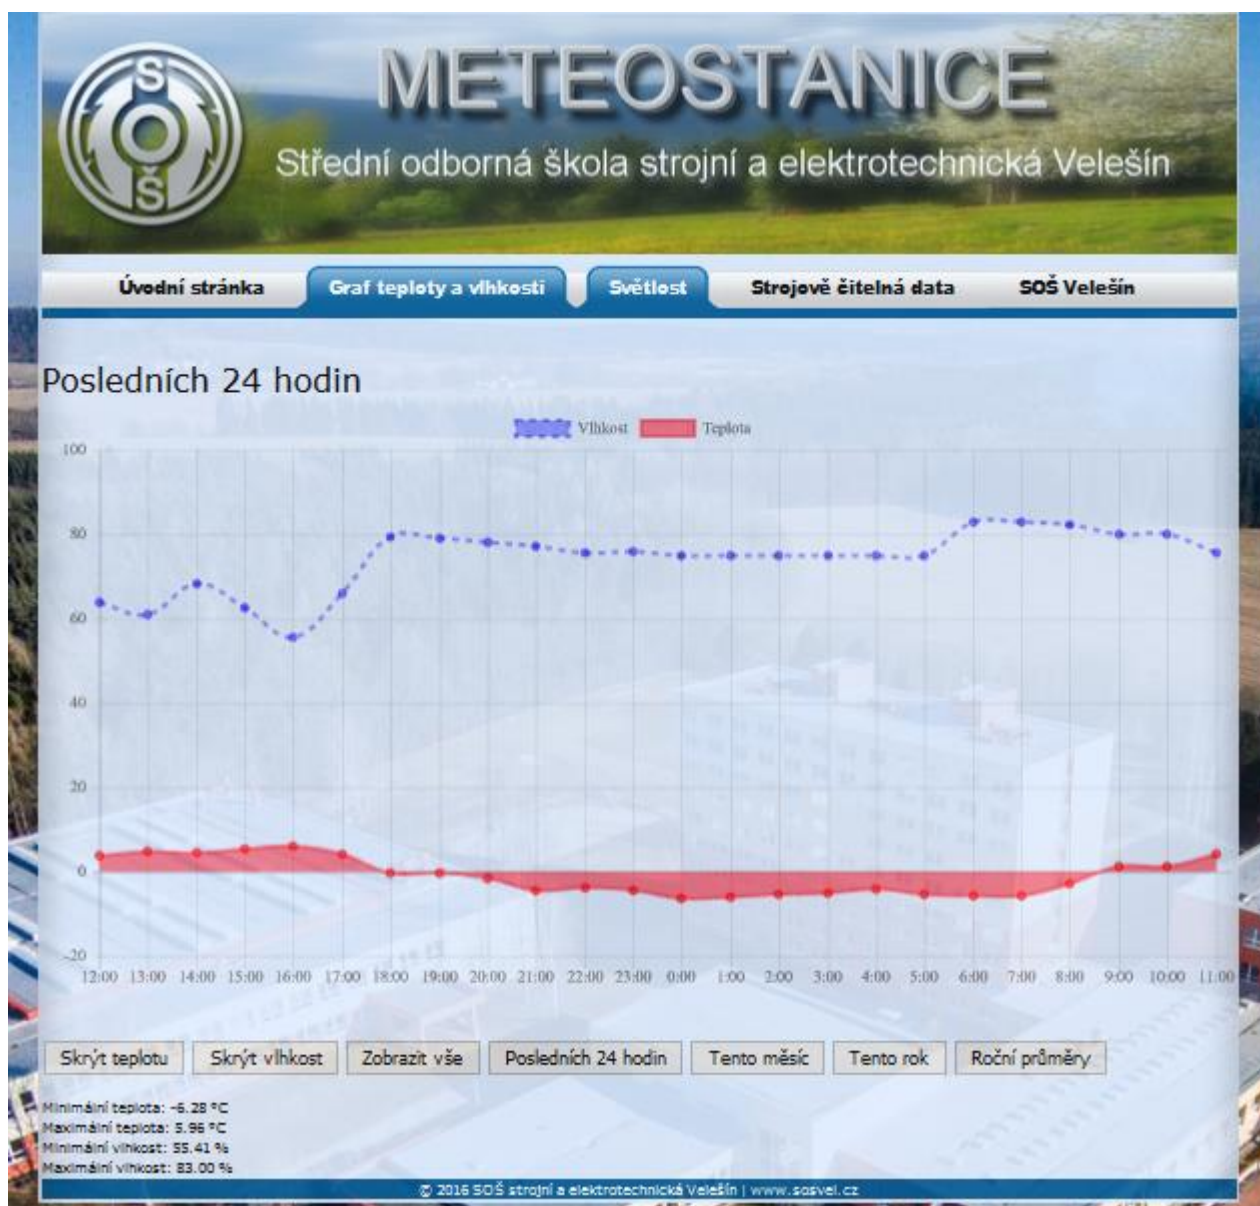 S
O
Š
METEOSTANICE
Střední odborná škola strojní a elektrotechnická Velešín
Úvodní stránka Graf teploty a vlhkosti Světlost Strojově čitelná data SOŠ Velešín
Posledních 24 hodin
Vlhkost Teplota
100
80
60
40
20
0
-20
12:00 13:00 14:00 15:00 16:00 17:00 18:00 19:00 20:00 21:00 22:00 23:00 0:00 1:00 2:00 3:00 4:00 5:00 6:00 7:00 8:00 9:00 10:00 11:00
Skrýt teplotu Skrýt vlhkost Zobrazit vše Posledních 24 hodin Tento měsíc Tento rok Roční průměry
Minimální teplota: -6.28 °C
Maximální teplota: 5.96 °C
Minimální vlhkost: 55.41 %
Maximální vlhkost: 83.00 %
© 2016 SOŠ strojní a elektrotechnická Velešín | www.sosvel.cz